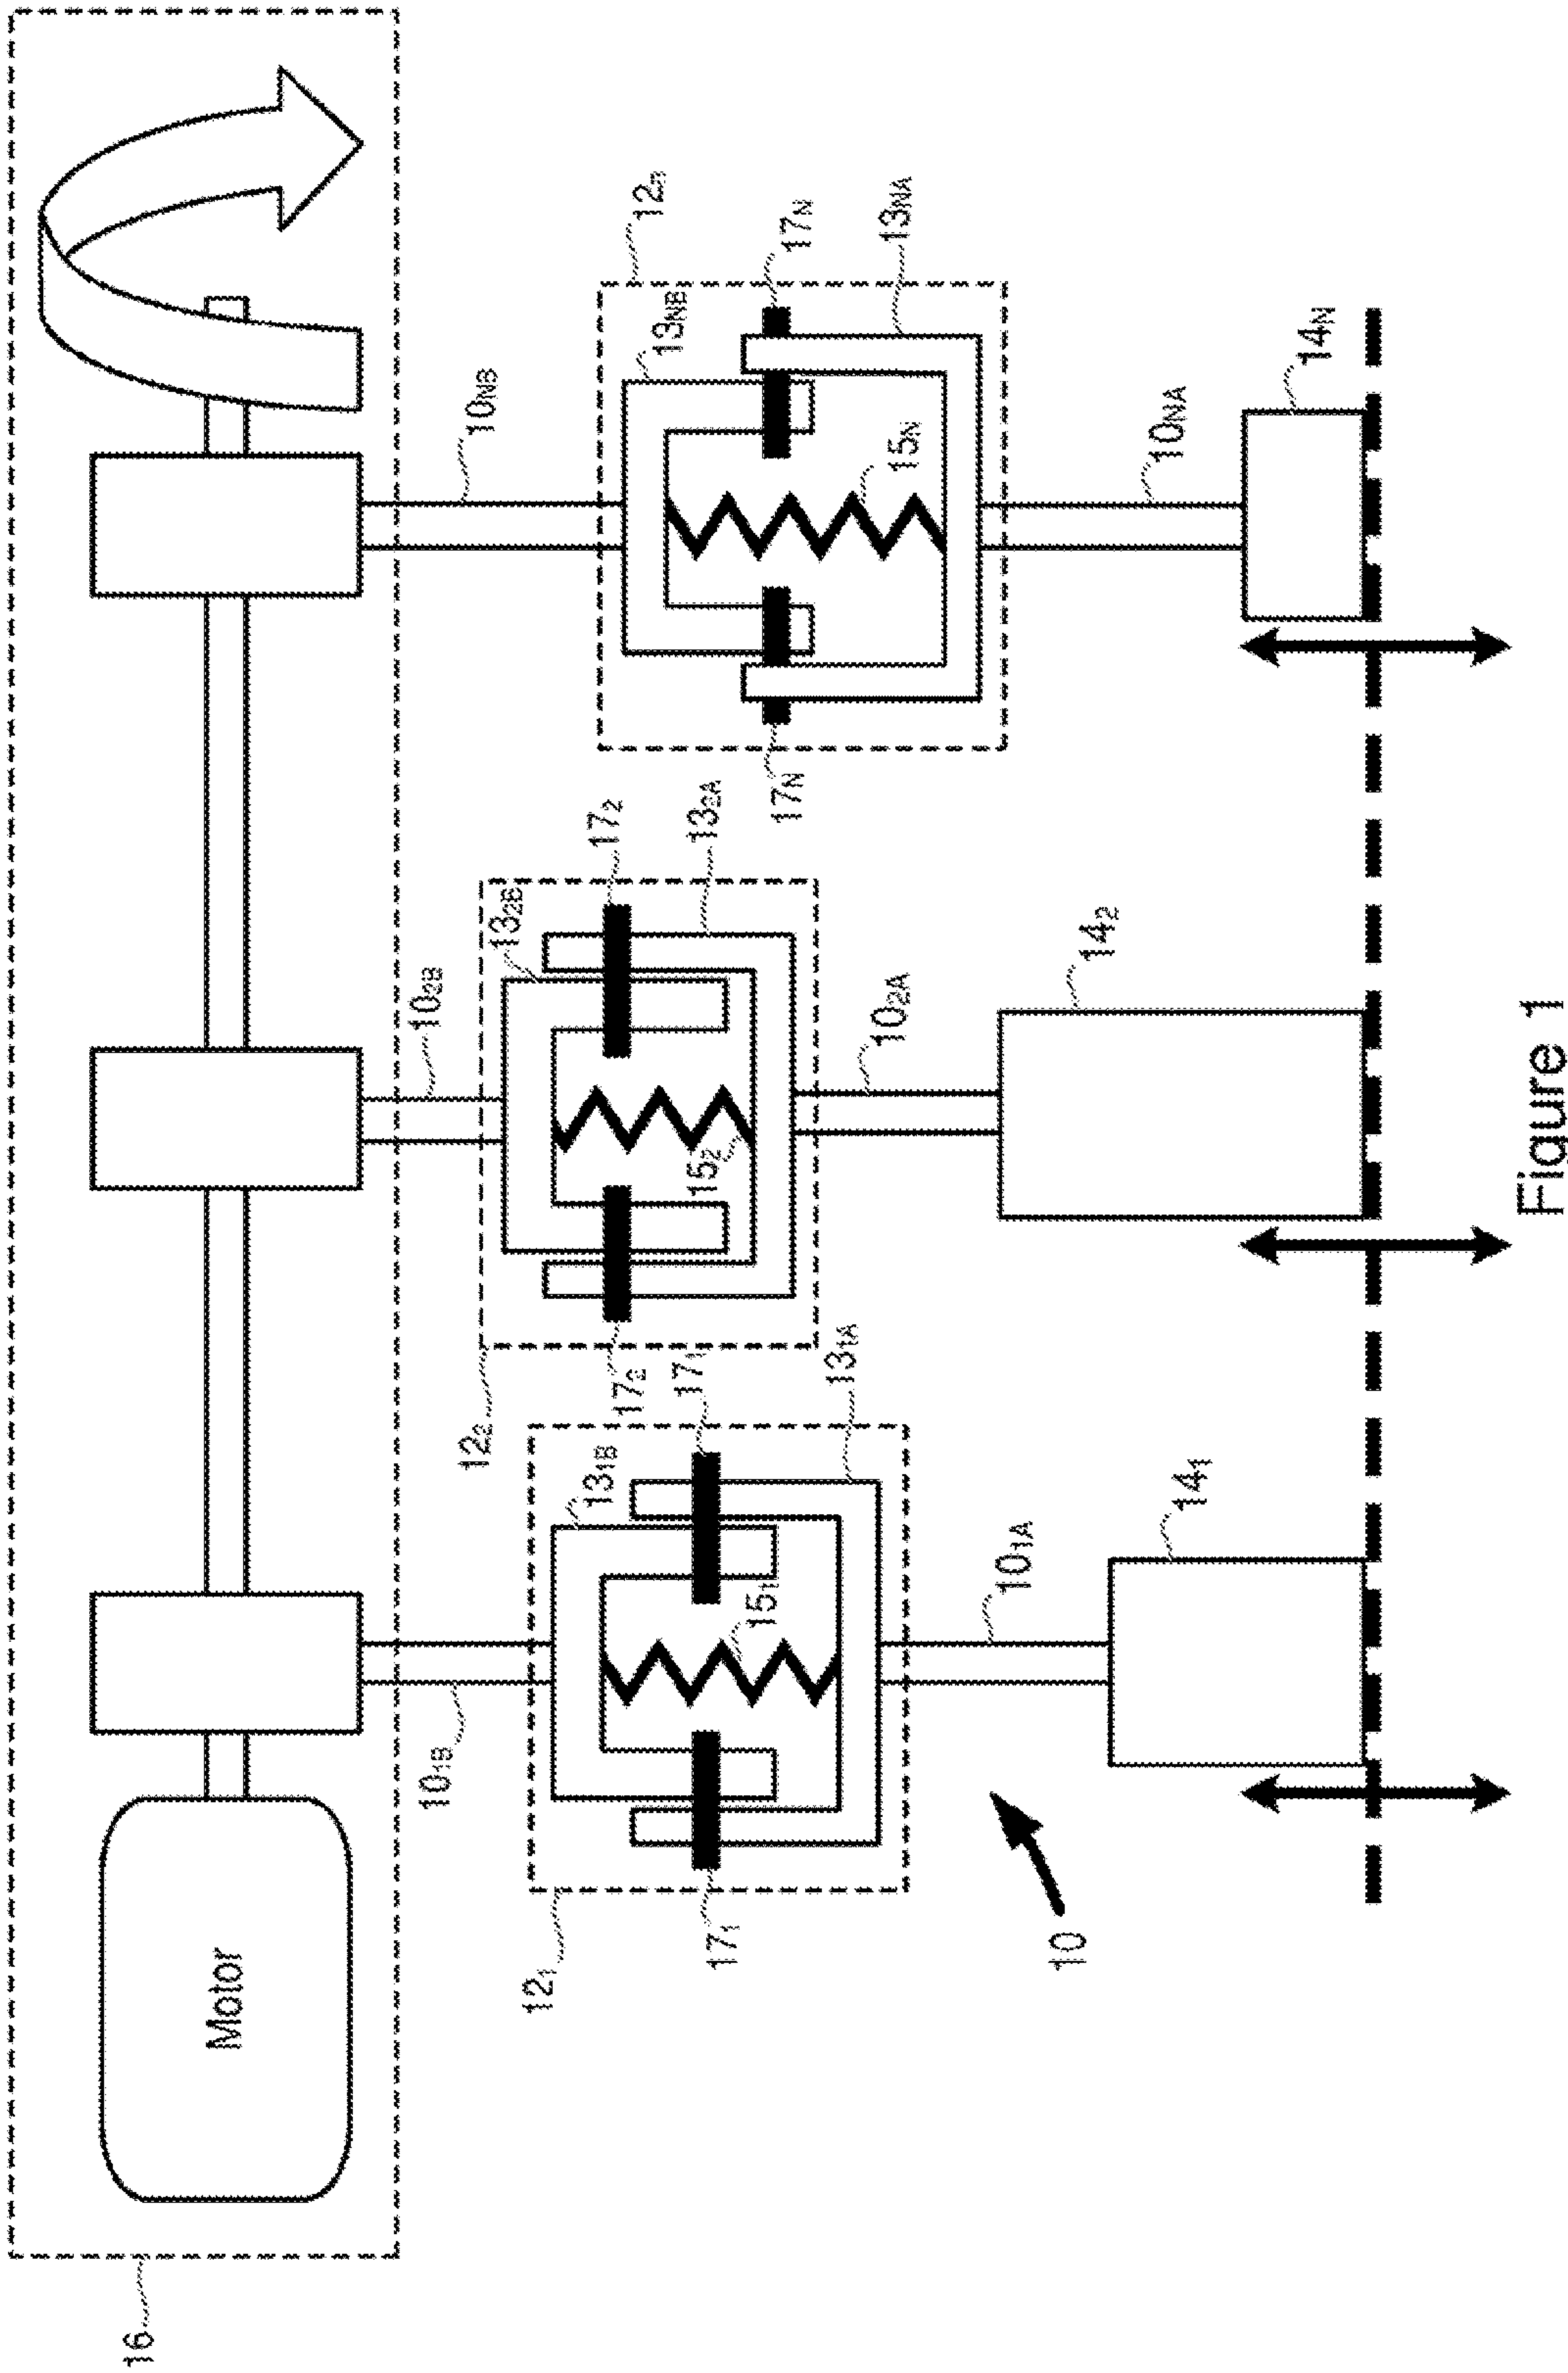 16
Motor
10₁B
10₂B
10NB
12₁
12₂
12n
13₁B
13₂B
13NB
17₁
17₁
17₂
17₂
17N
17N
15₁
15₂
15N
13₁A
13₂A
13NA
10
10₁A
10₂A
10NA
14₁
14₂
14N
Figure 1